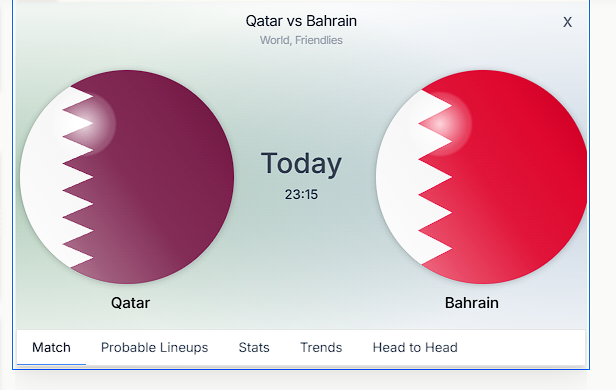 Qatar vs Bahrain
X
World, Friendlies
Today
23:15
Qatar
Bahrain
Match Probable Lineups Stats Trends Head to Head